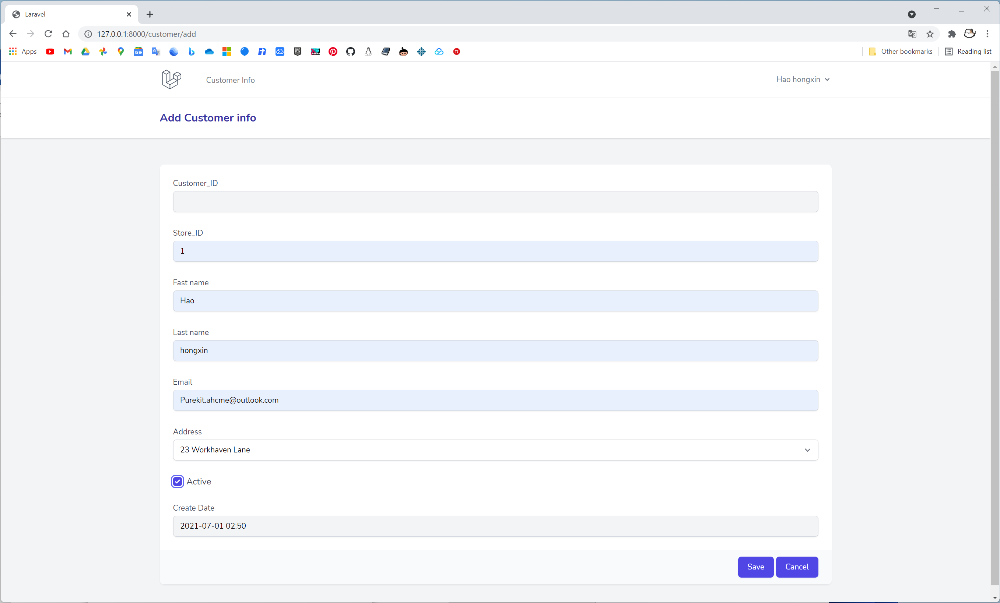 Laravel
127.0.0.1:8000/customer/add
Apps
Other bookmarks
Reading list
Customer Info
Hao hongxin
Add Customer info
Customer_ID
Store_ID
1
Fast name
Hao
Last name
hongxin
Email
Purekit.ahcme@outlook.com
Address
23 Workhaven Lane
Active
Create Date
2021-07-01 02:50
Save
Cancel